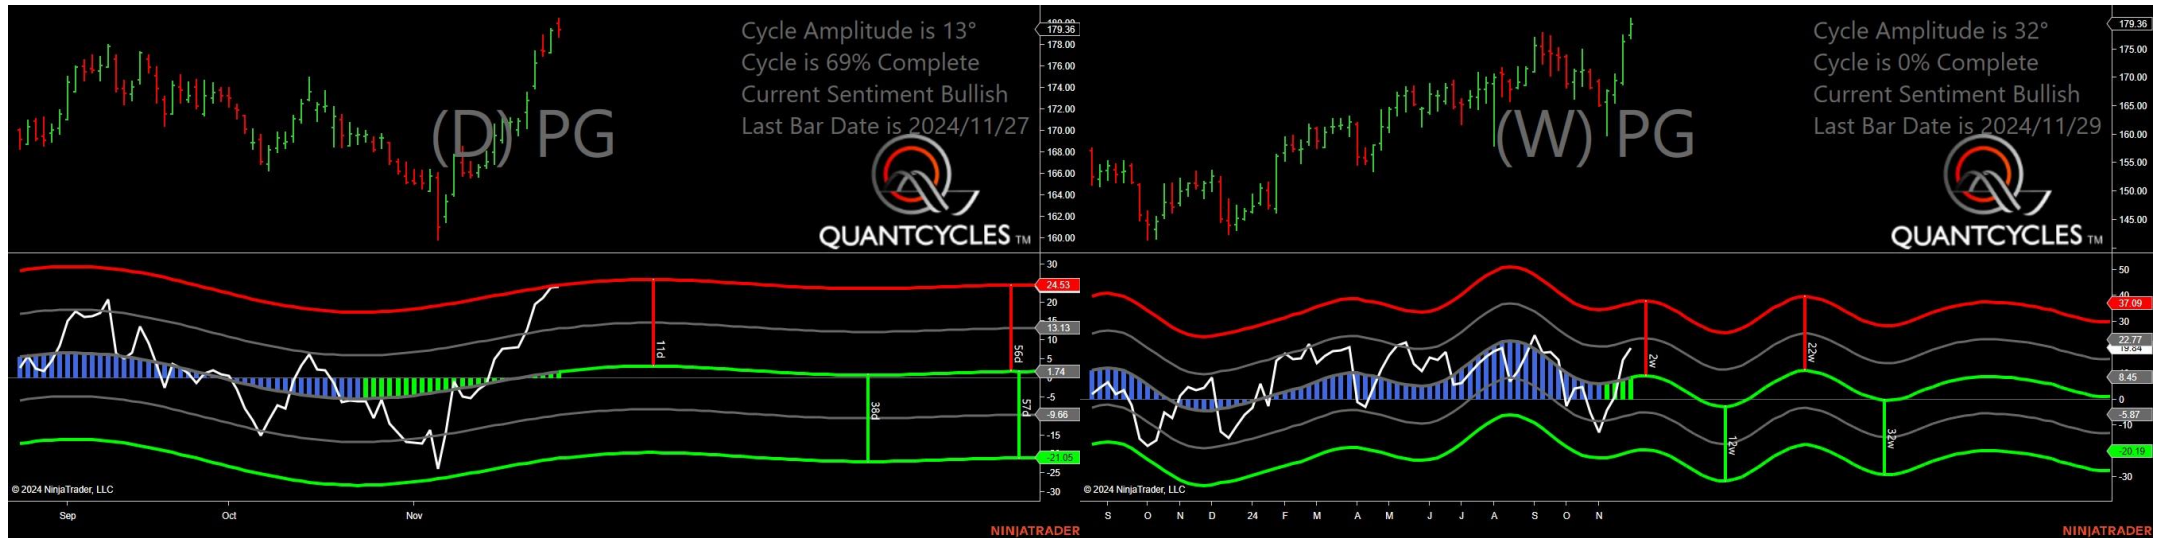 Cycle Amplitude is 13°
Cycle is 69% Complete
Current Sentiment Bullish
Last Bar Date is 2024/11/27
(D) PG
QUANTCYCLES TM
179.36
178.00
176.00
174.00
172.00
170.00
168.00
166.00
164.00
162.00
160.00
30
24.53
20
15
13.13
10
5
1.74
-5
-9.66
-15
-21.05
-25
-30
11d
38d
56d
57d
© 2024 NinjaTrader, LLC
Sep Oct Nov
NINJATRADER
Cycle Amplitude is 32°
Cycle is 0% Complete
Current Sentiment Bullish
Last Bar Date is 2024/11/29
(W) PG
QUANTCYCLES TM
179.36
175.00
170.00
165.00
160.00
155.00
150.00
145.00
50
37.09
30
22.77
19.84
8.45
0
-5.87
-10
-20.19
-30
2w
12w
22w
32w
© 2024 NinjaTrader, LLC
S O N D 24 F M A M J J A S O N
NINJATRADER